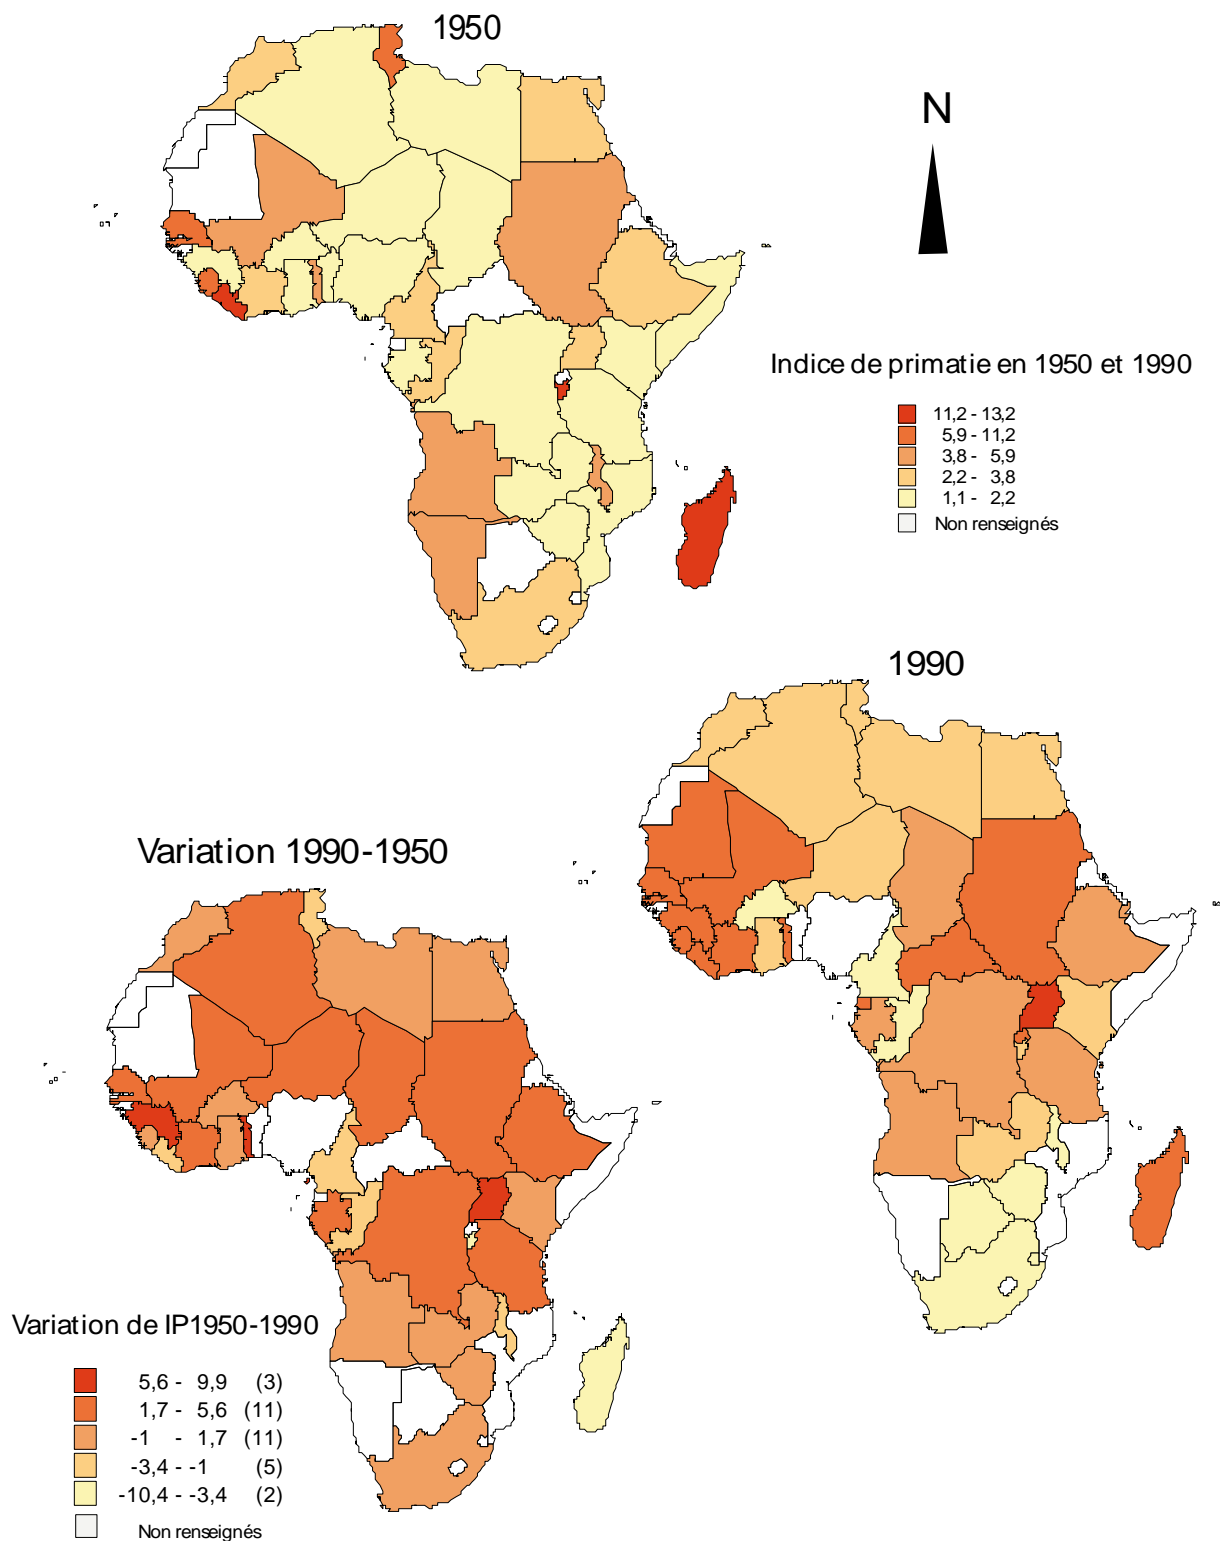 1950
N
Indice de primatie en 1950 et 1990
11,2 - 13,2
5,9 - 11,2
3,8 - 5,9
2,2 - 3,8
1,1 - 2,2
Non renseignés
1990
Variation 1990-1950
Variation de IP1950-1990
5,6 - 9,9 (3)
1,7 - 5,6 (11)
-1 - 1,7 (11)
-3,4 - -1 (5)
-10,4 - -3,4 (2)
Non renseignés